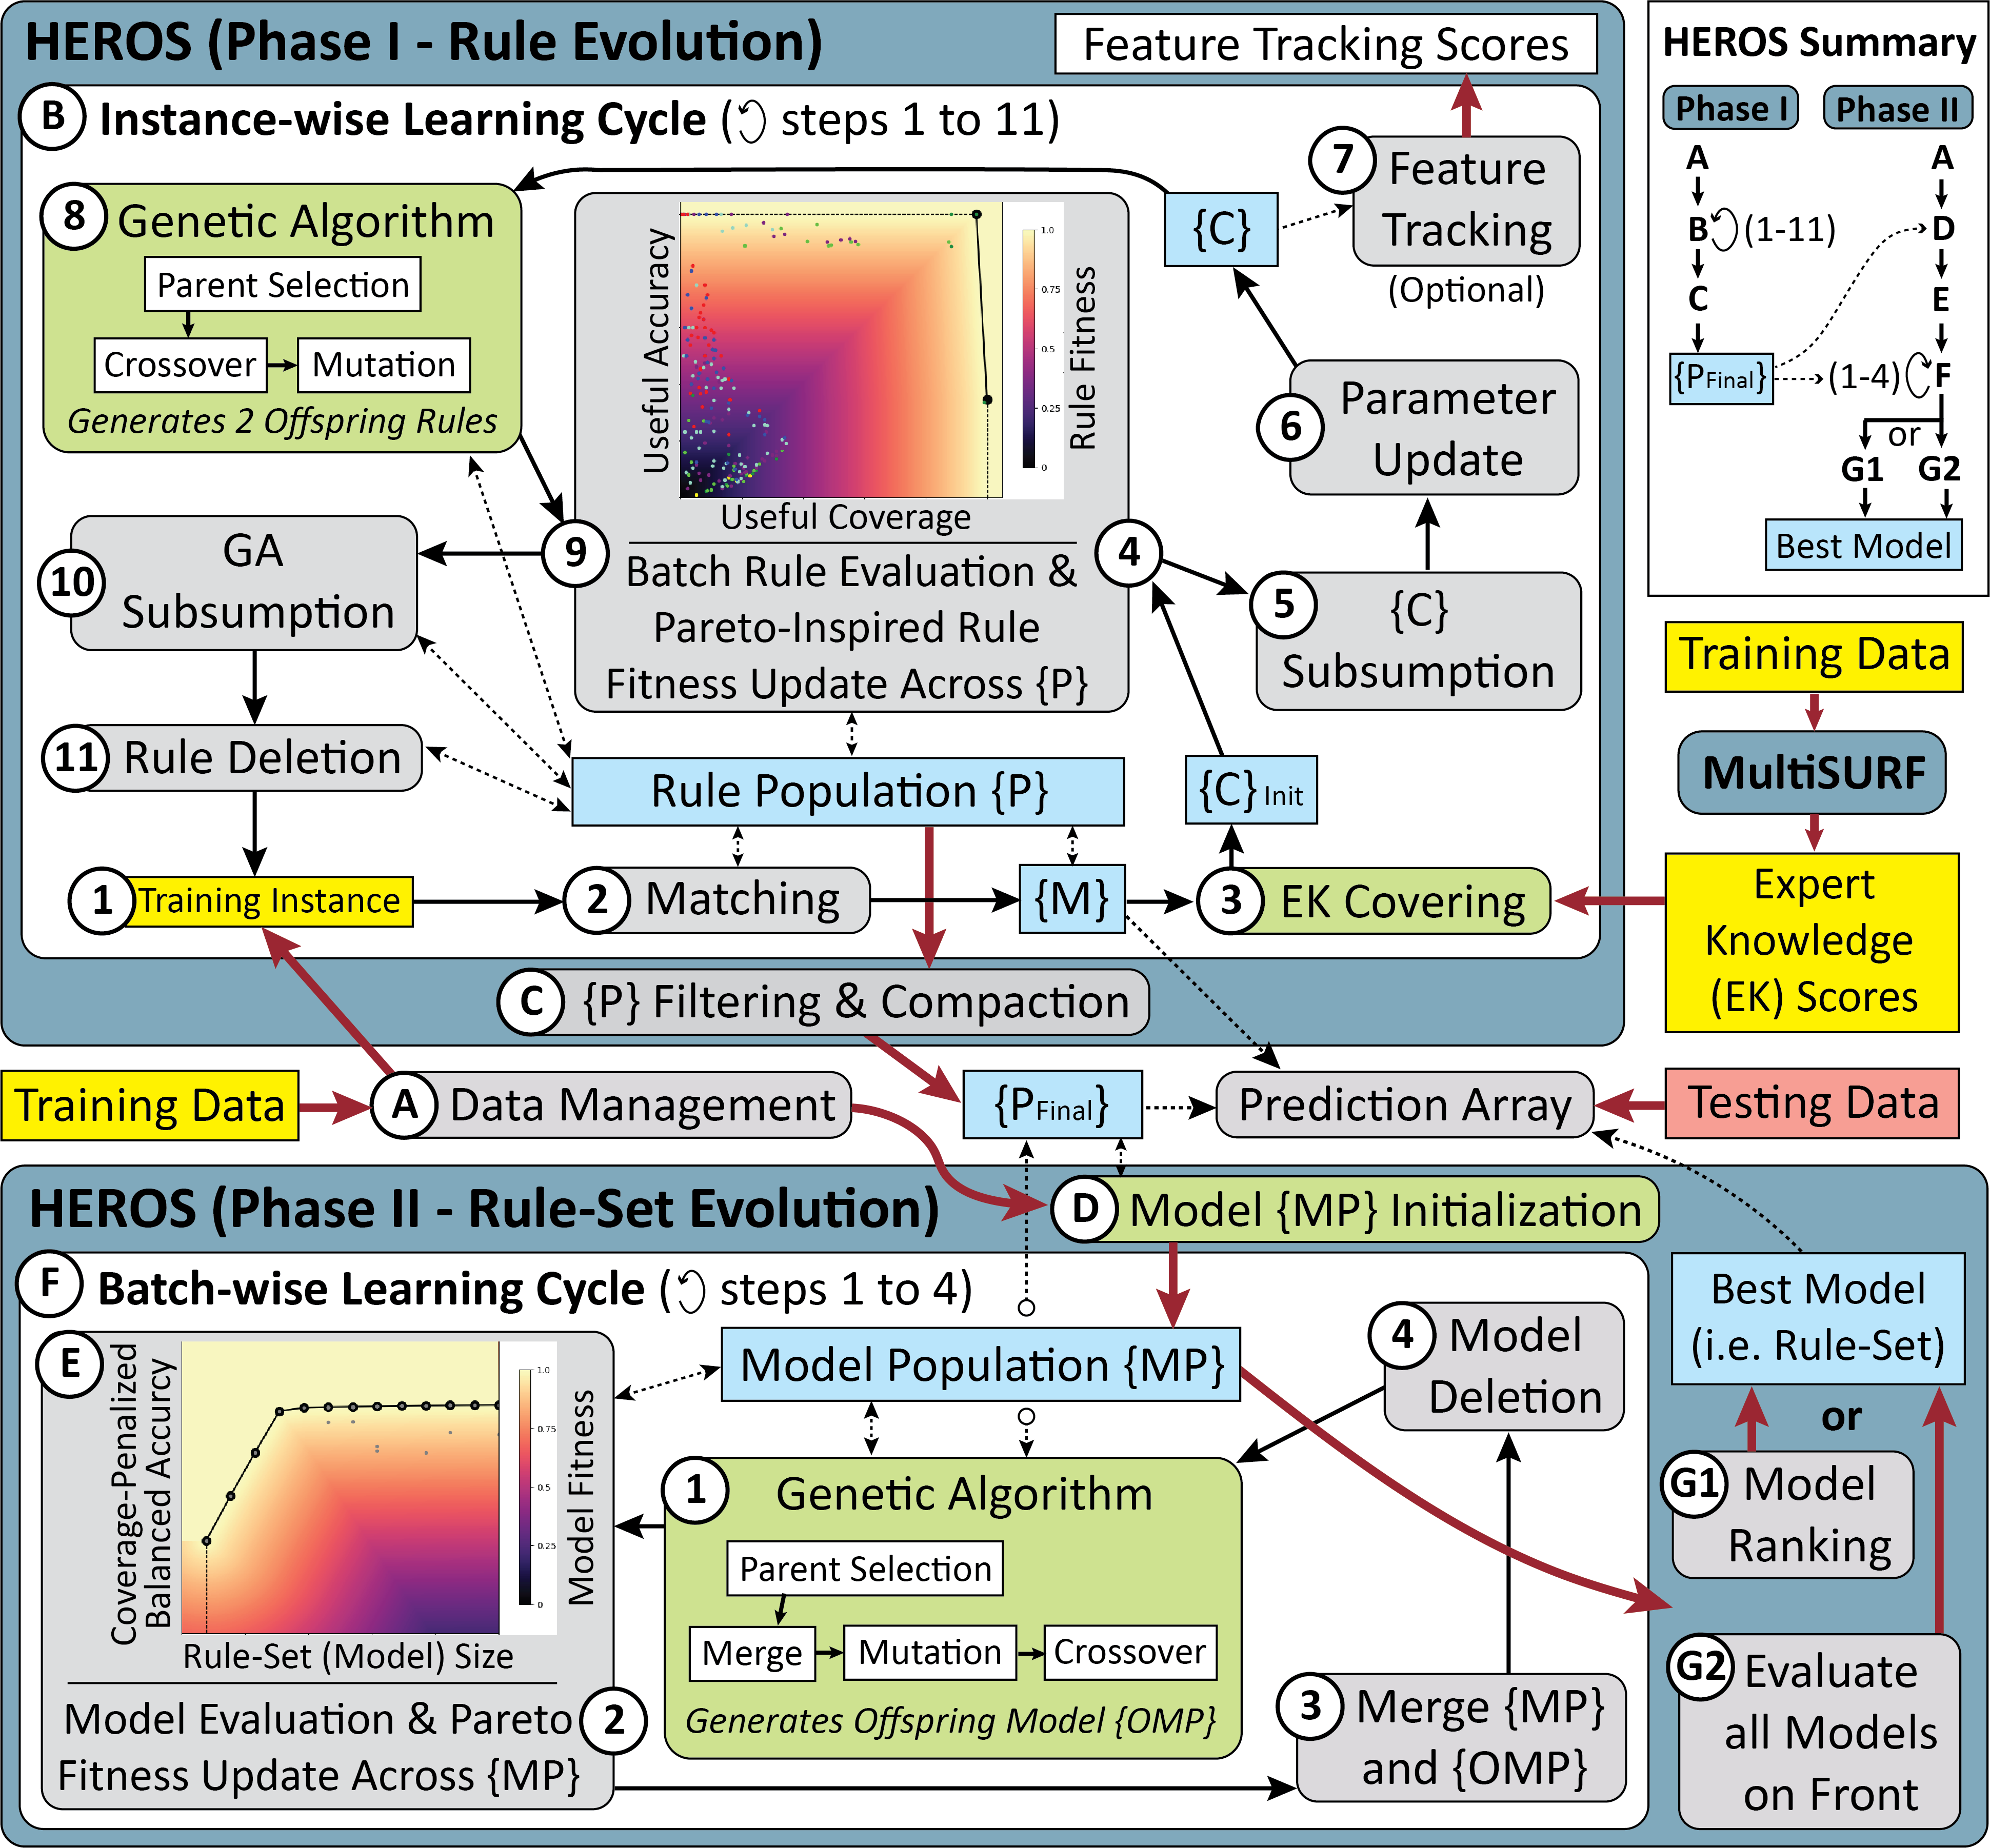 HEROS (Phase I - Rule Evolution)
Feature Tracking Scores
B Instance-wise Learning Cycle (↻ steps 1 to 11)
8 Genetic Algorithm
Parent Selection
Crossover
Mutation
Generates 2 Offspring Rules
Useful Accuracy
Useful Coverage
1.0
0.75
0.5
0.25
0
Rule Fitness
9
4
Batch Rule Evaluation &
Pareto-Inspired Rule
Fitness Update Across {P}
{C}
7 Feature
Tracking
(Optional)
6 Parameter
Update
5 {C}
Subsumption
10 GA
Subsumption
11 Rule Deletion
Rule Population {P}
{C} Init
1 Training Instance
2 Matching
{M}
3 EK Covering
C {P} Filtering & Compaction
HEROS Summary
Phase I
Phase II
A
B (1-11)
C
{PFinal}
A
D
E
(1-4) F
or
G1
G2
Best Model
Training Data
MultiSURF
Expert
Knowledge
(EK) Scores
Training Data
A Data Management
{PFinal}
Prediction Array
Testing Data
HEROS (Phase II - Rule-Set Evolution)
D Model {MP} Initialization
F Batch-wise Learning Cycle (↻ steps 1 to 4)
E
Coverage-Penalized
Balanced Accurcy
Rule-Set (Model) Size
1.0
0.75
0.5
0.25
0
Model Fitness
Model Evaluation & Pareto
Fitness Update Across {MP}
2
Model Population {MP}
1 Genetic Algorithm
Parent Selection
Merge
Mutation
Crossover
Generates Offspring Model {OMP}
4 Model
Deletion
3 Merge {MP}
and {OMP}
Best Model
(i.e. Rule-Set)
or
G1 Model
Ranking
G2 Evaluate
all Models
on Front